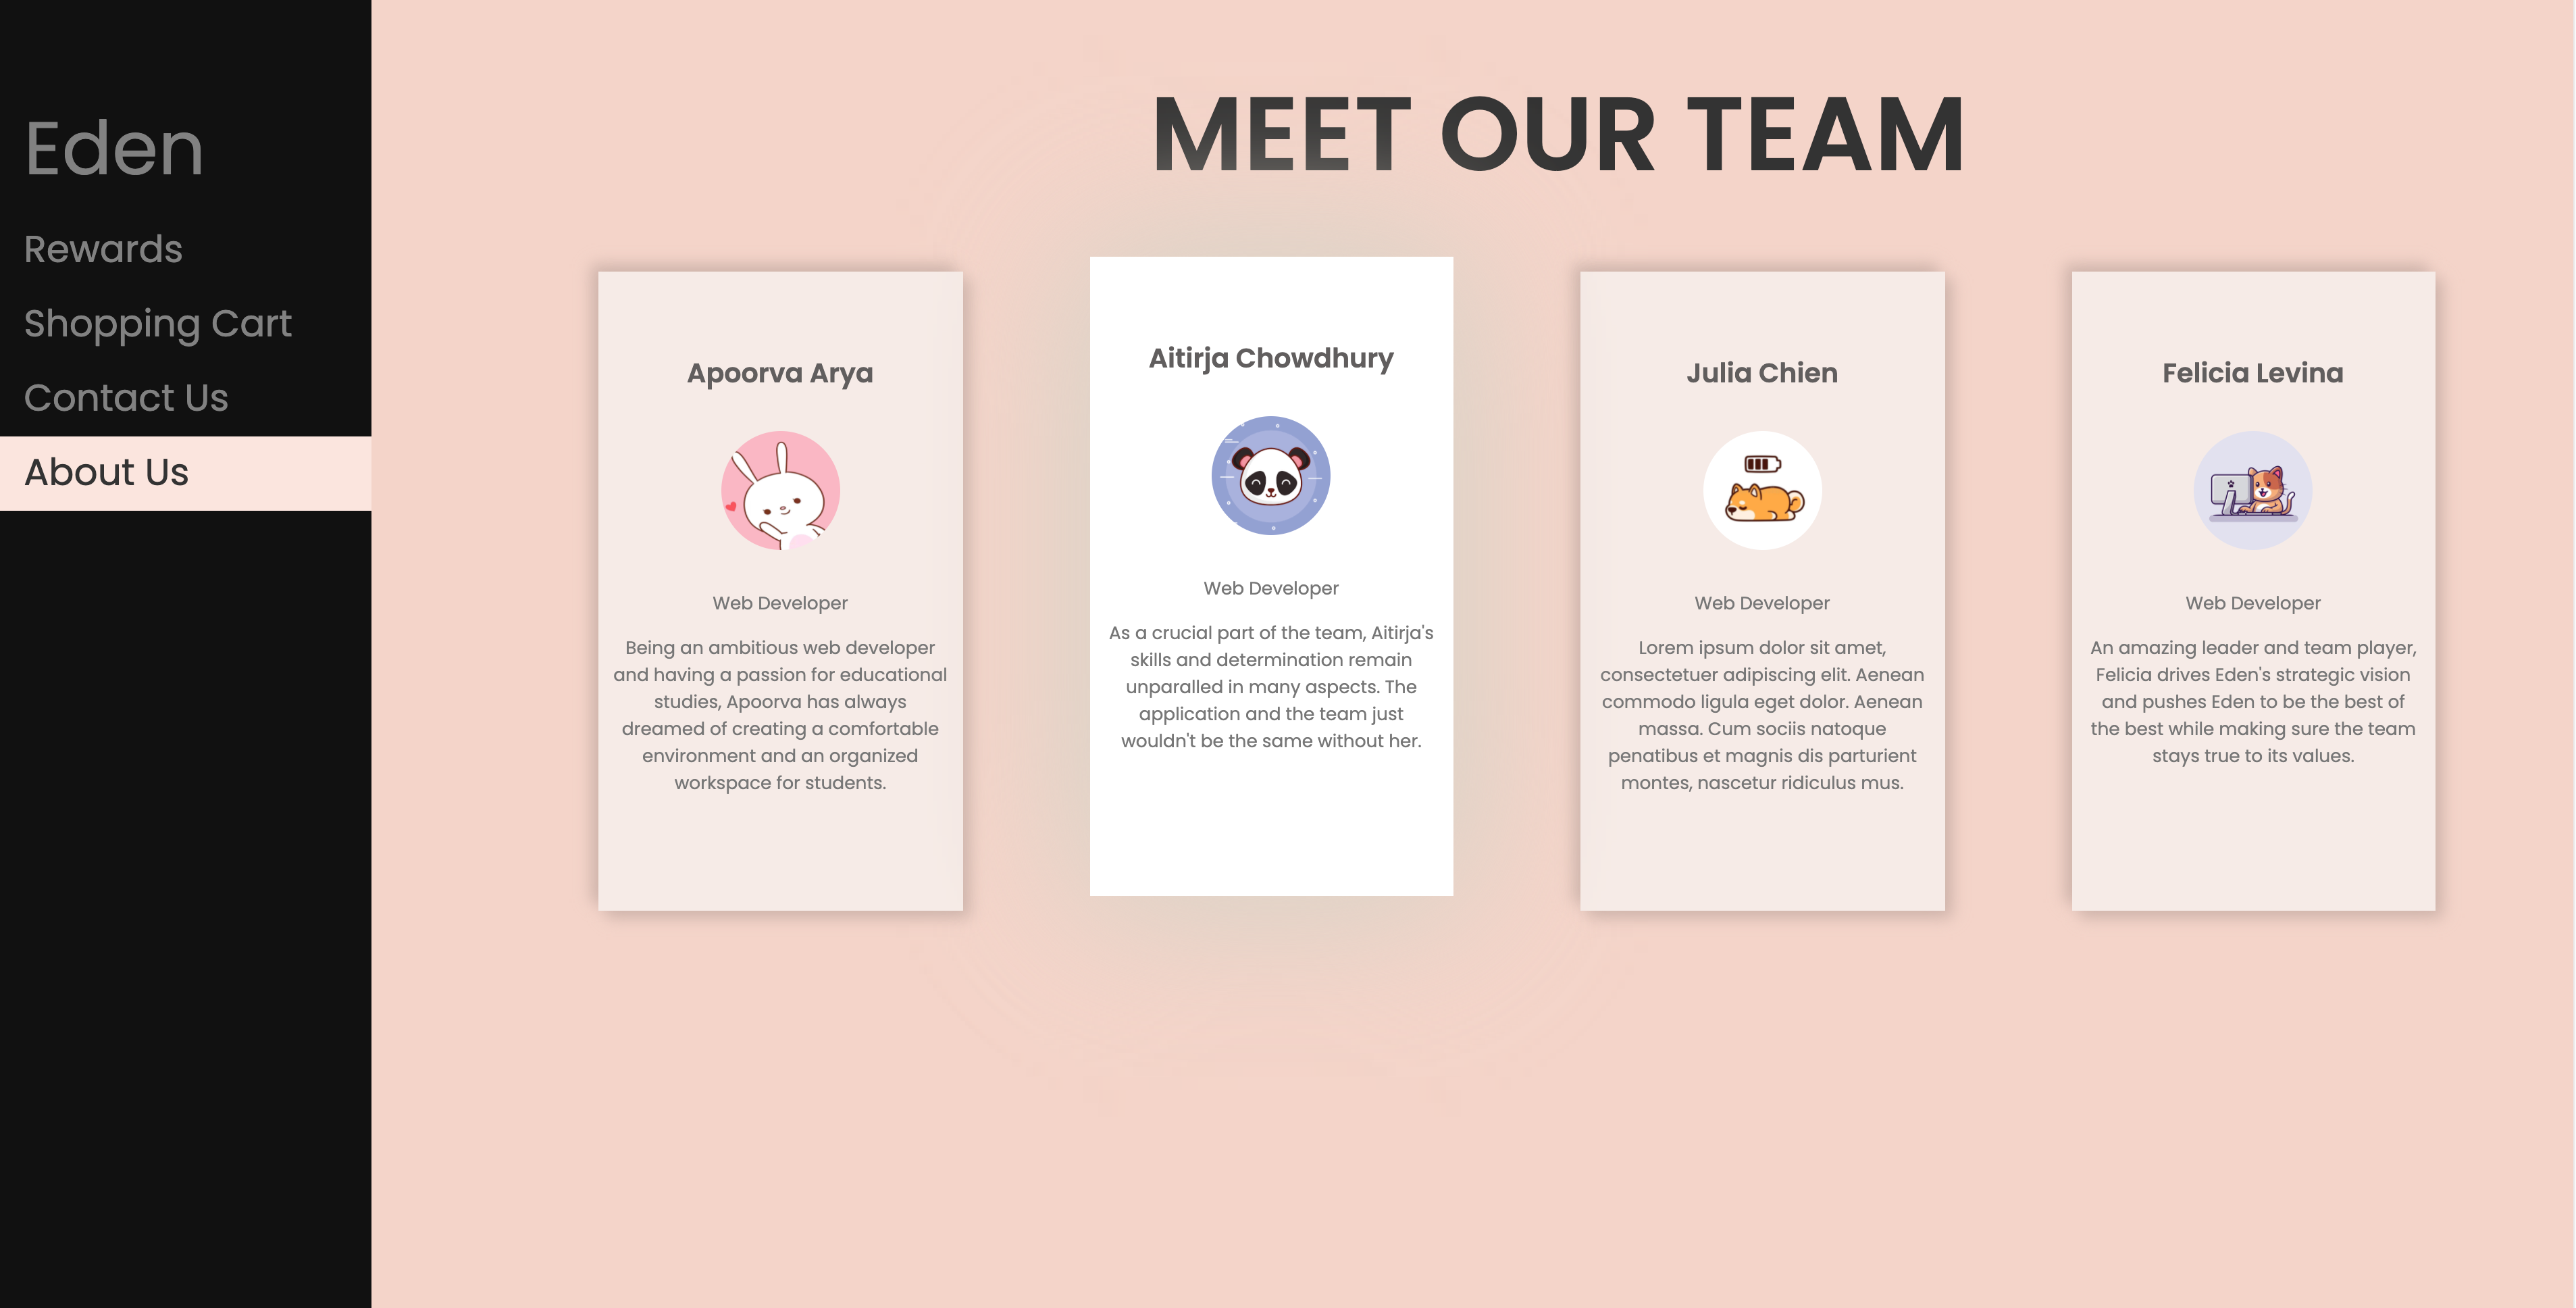 Eden
Rewards
Shopping Cart
Contact Us
About Us
MEET OUR TEAM
Apoorva Arya
Web Developer
Being an ambitious web developer
and having a passion for educational
studies, Apoorva has always
dreamed of creating a comfortable
environment and an organized
workspace for students.
Aitirja Chowdhury
Web Developer
As a crucial part of the team, Aitirja's
skills and determination remain
unparalled in many aspects. The
application and the team just
wouldn't be the same without her.
Julia Chien
Web Developer
Lorem ipsum dolor sit amet,
consectetuer adipiscing elit. Aenean
commodo ligula eget dolor. Aenean
massa. Cum sociis natoque
penatibus et magnis dis parturient
montes, nascetur ridiculus mus.
Felicia Levina
Web Developer
An amazing leader and team player,
Felicia drives Eden's strategic vision
and pushes Eden to be the best of
the best while making sure the team
stays true to its values.